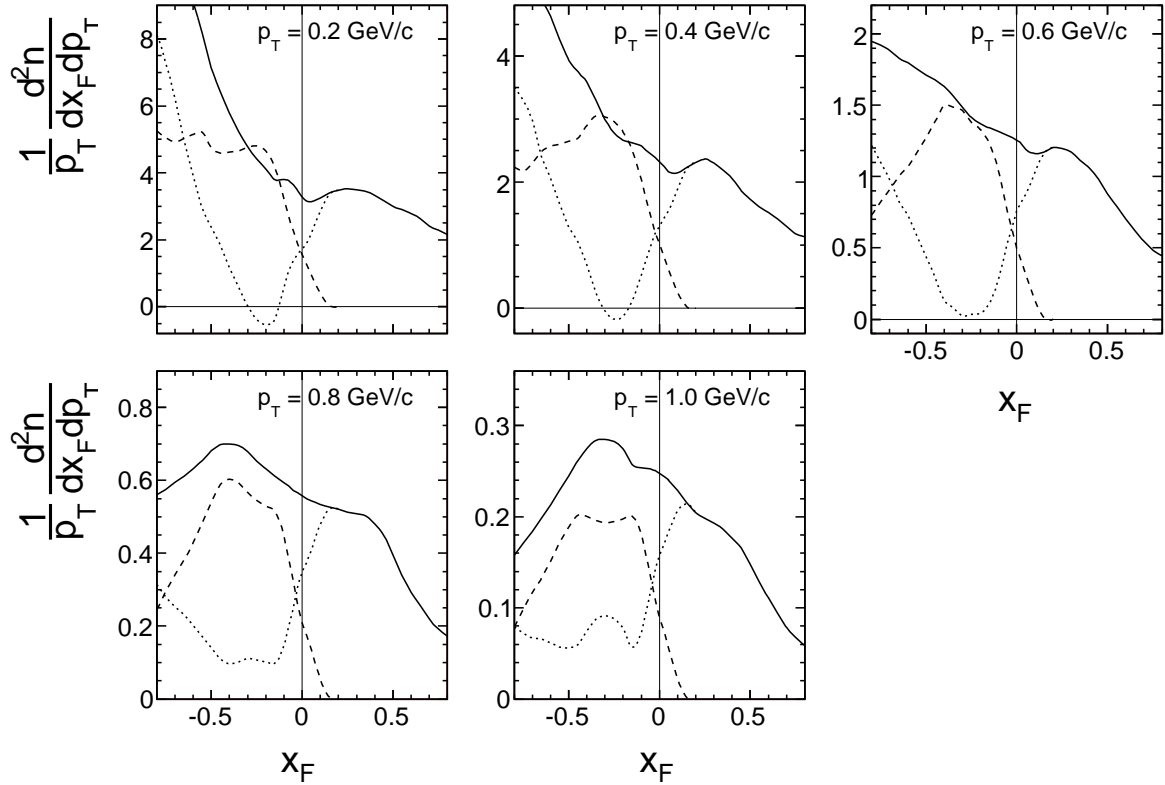 1 d²n
p_T dx_F dp_T
p_T = 0.2 GeV/c
8
6
4
2
0
p_T = 0.4 GeV/c
4
2
0
p_T = 0.6 GeV/c
2
1.5
1
0.5
0
-0.5 0 0.5
x_F
1 d²n
p_T dx_F dp_T
p_T = 0.8 GeV/c
0.8
0.6
0.4
0.2
0
-0.5 0 0.5
x_F
p_T = 1.0 GeV/c
0.3
0.2
0.1
0
-0.5 0 0.5
x_F